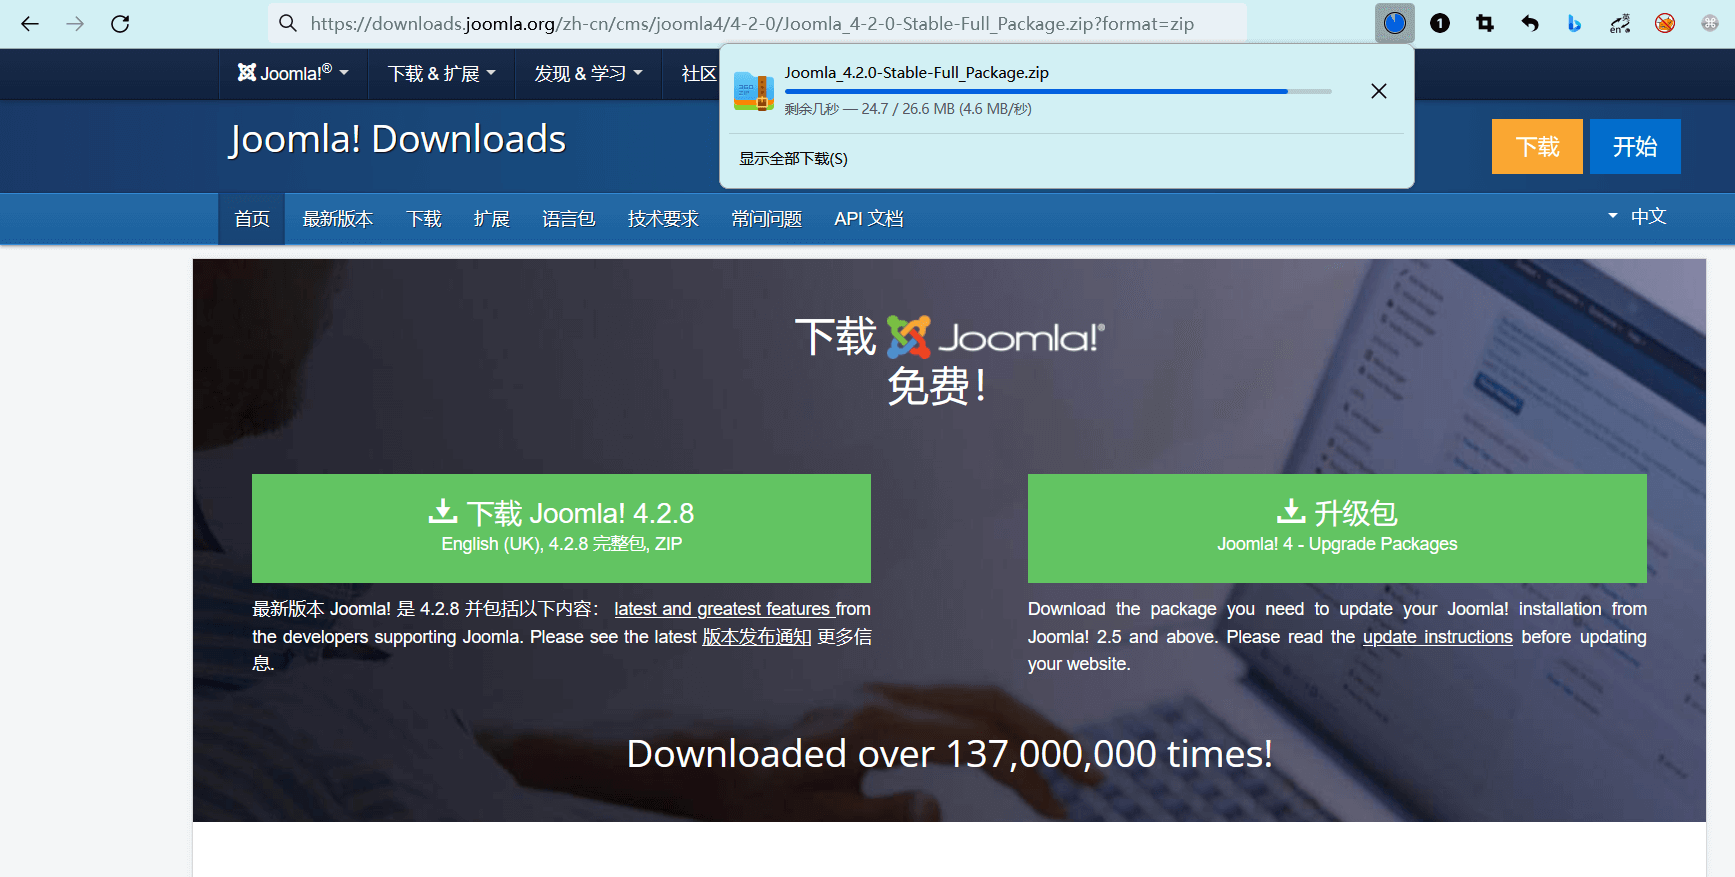 https://downloads.joomla.org/zh-cn/cms/joomla4/4-2-0/Joomla_4-2-0-Stable-Full_Package.zip?format=zip
Joomla!® 下载 & 扩展 发现 & 学习 社区
Joomla_4.2.0-Stable-Full_Package.zip
剩余几秒 — 24.7 / 26.6 MB (4.6 MB/秒)
显示全部下载(S)
Joomla! Downloads
下载 开始
首页 最新版本 下载 扩展 语言包 技术要求 常问问题 API 文档 中文
下载 Joomla!®
免费!
下载 Joomla! 4.2.8
English (UK), 4.2.8 完整包, ZIP
最新版本 Joomla! 是 4.2.8 并包括以下内容： latest and greatest features from
the developers supporting Joomla. Please see the latest 版本发布通知 更多信
息.
升级包
Joomla! 4 - Upgrade Packages
Download the package you need to update your Joomla! installation from
Joomla! 2.5 and above. Please read the update instructions before updating
your website.
Downloaded over 137,000,000 times!